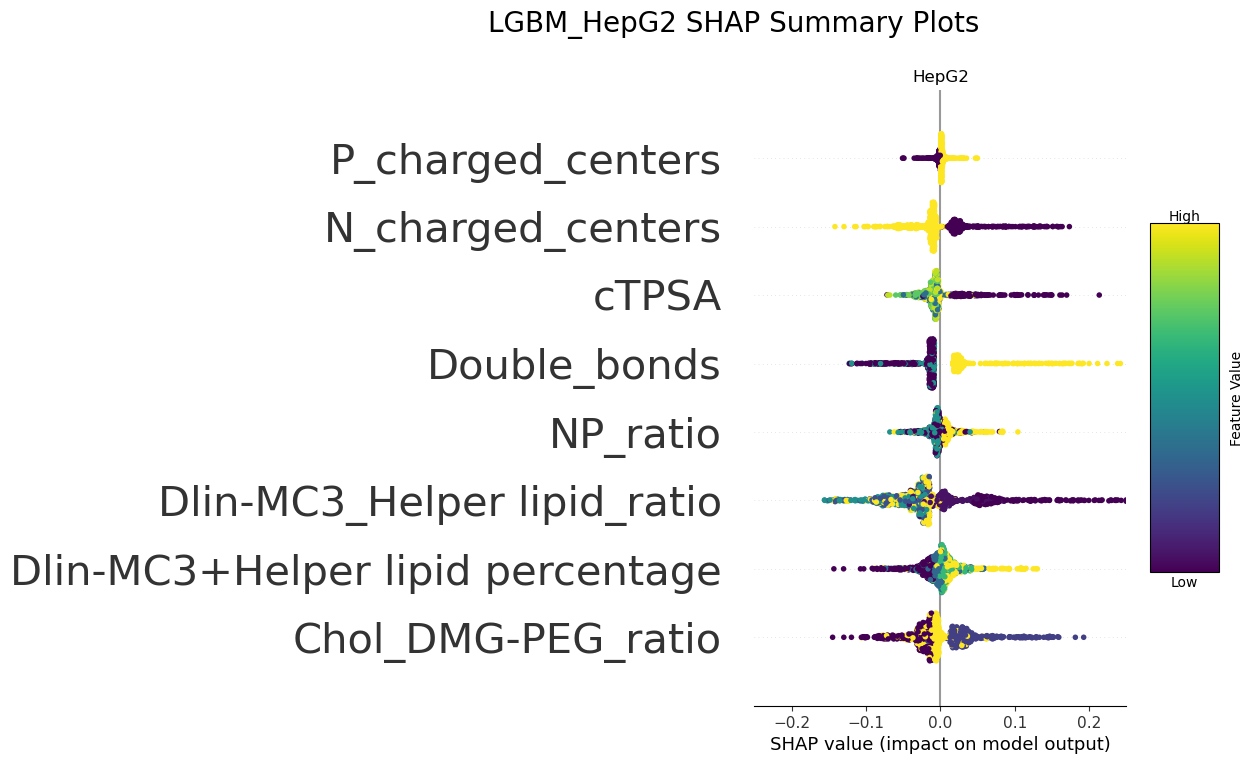 LGBM_HepG2 SHAP Summary Plots
HepG2
P_charged_centers
N_charged_centers
cTPSA
Double_bonds
NP_ratio
Dlin-MC3_Helper lipid_ratio
Dlin-MC3+Helper lipid percentage
Chol_DMG-PEG_ratio
High
Feature Value
Low
−0.2 −0.1 0.0 0.1 0.2
SHAP value (impact on model output)